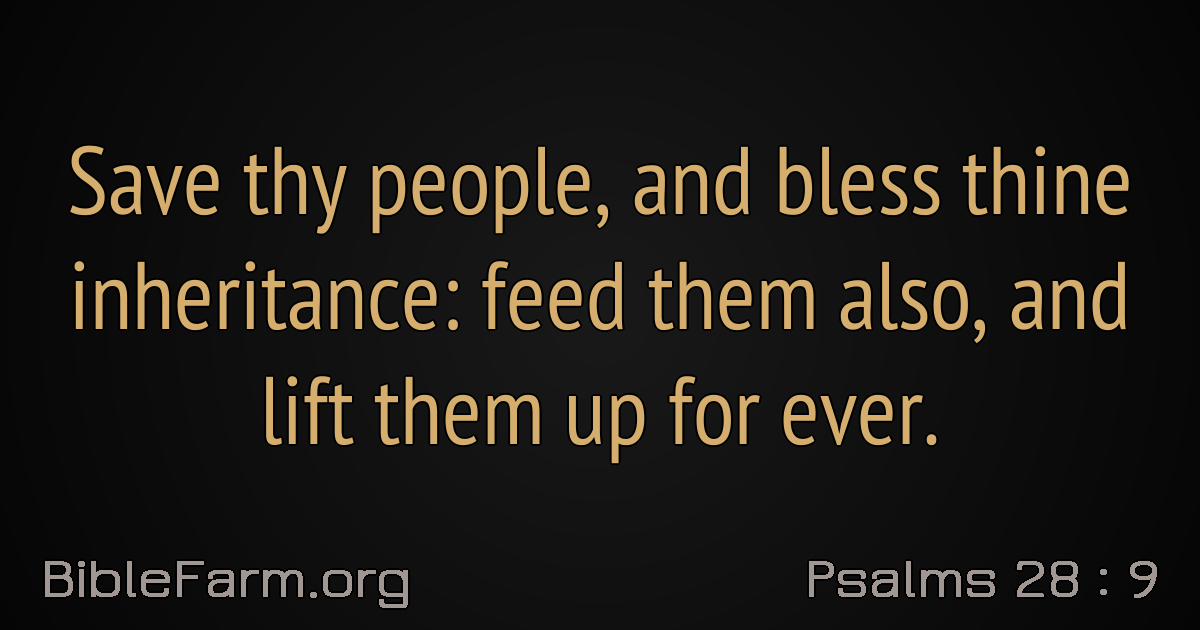 Save thy people, and bless thine
inheritance: feed them also, and
lift them up for ever.
BibleFarm.org
Psalms 28 : 9